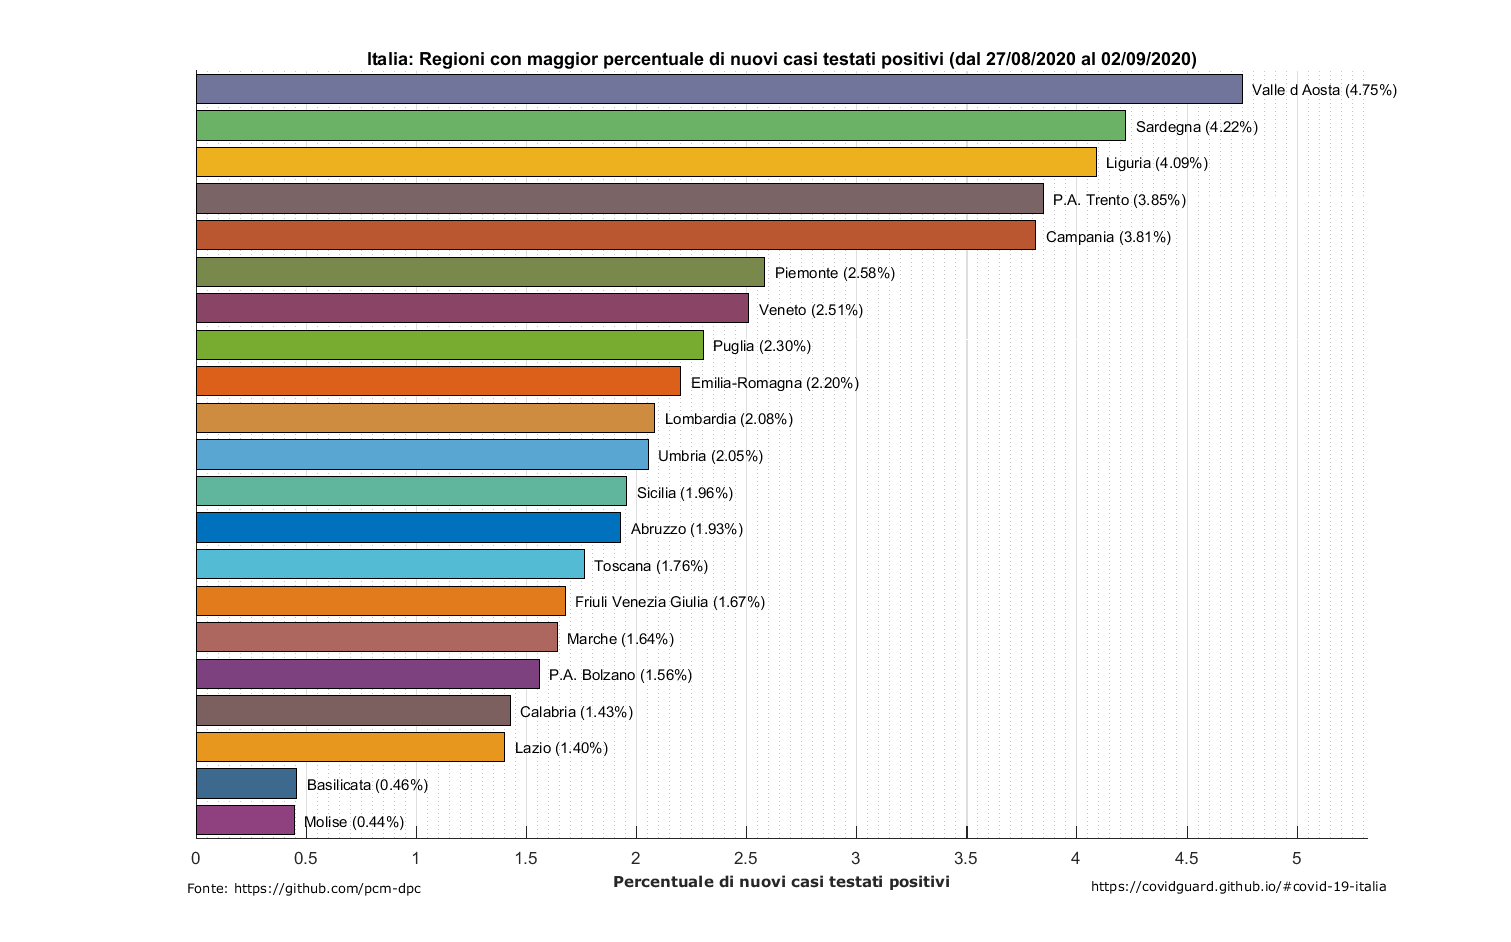 Italia: Regioni con maggior percentuale di nuovi casi testati positivi (dal 27/08/2020 al 02/09/2020)
Valle d Aosta (4.75%)
Sardegna (4.22%)
Liguria (4.09%)
P.A. Trento (3.85%)
Campania (3.81%)
Piemonte (2.58%)
Veneto (2.51%)
Puglia (2.30%)
Emilia-Romagna (2.20%)
Lombardia (2.08%)
Umbria (2.05%)
Sicilia (1.96%)
Abruzzo (1.93%)
Toscana (1.76%)
Friuli Venezia Giulia (1.67%)
Marche (1.64%)
P.A. Bolzano (1.56%)
Calabria (1.43%)
Lazio (1.40%)
Basilicata (0.46%)
Molise (0.44%)
0 0.5 1 1.5 2 2.5 3 3.5 4 4.5 5
Percentuale di nuovi casi testati positivi
Fonte: https://github.com/pcm-dpc
https://covidguard.github.io/#covid-19-italia